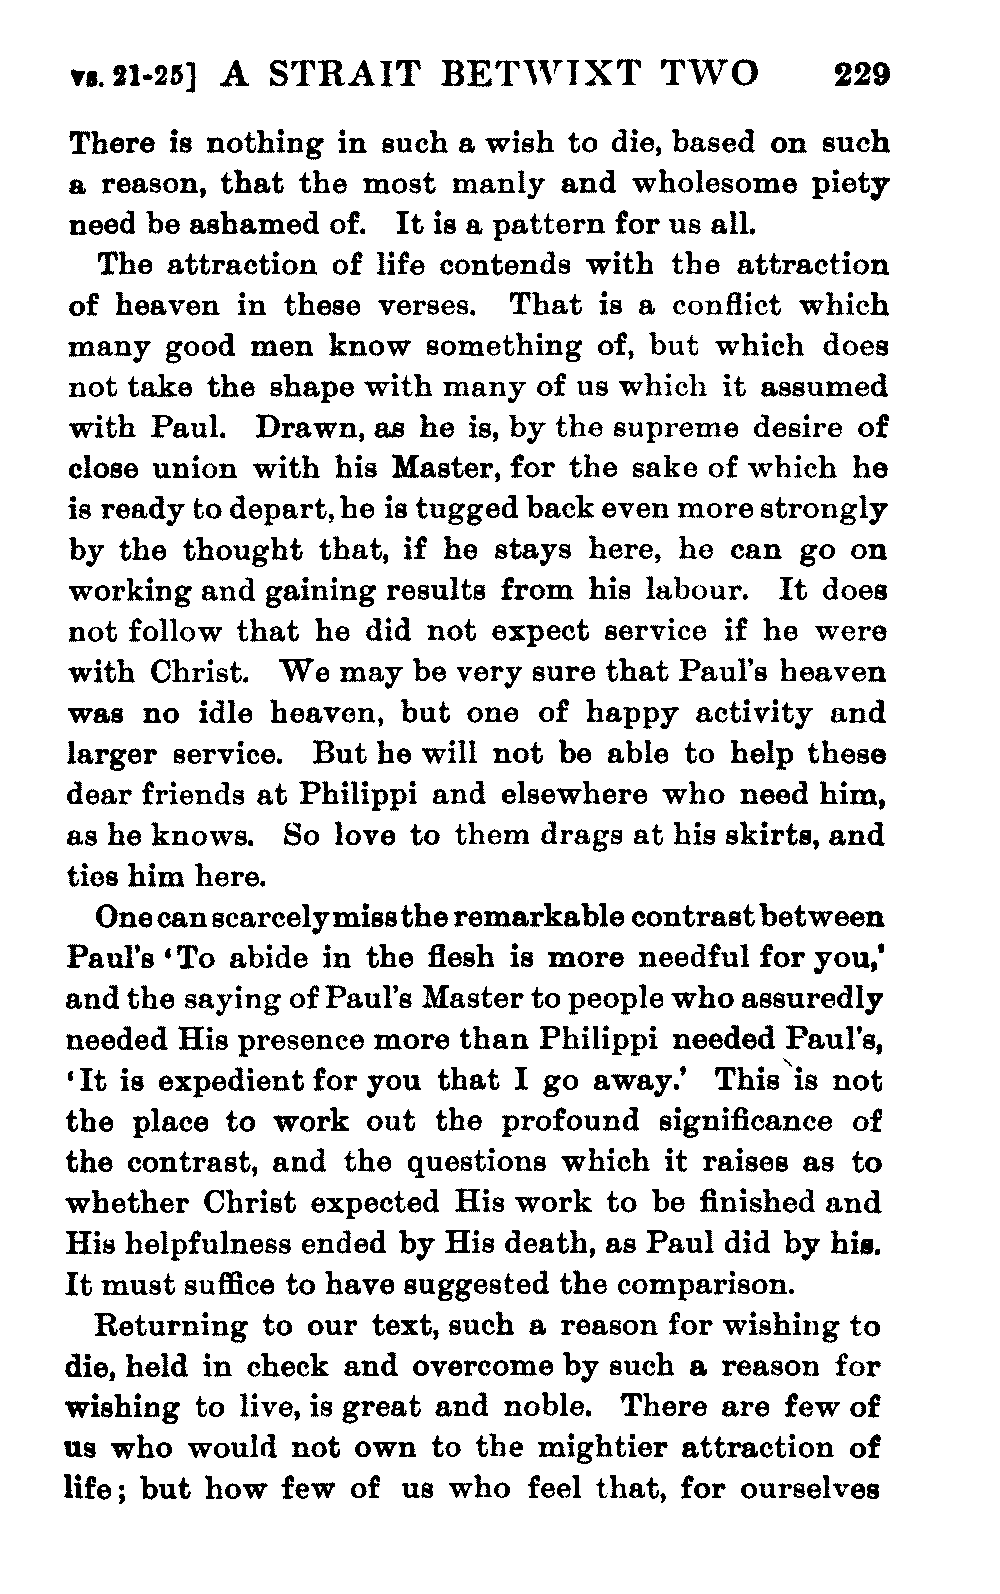 vs. 21-25] A STRAIT BETWIXT TWO 229
There is nothing in such a wish to die, based on such
a reason, that the most manly and wholesome piety
need be ashamed of. It is a pattern for us all.
The attraction of life contends with the attraction
of heaven in these verses. That is a conflict which
many good men know something of, but which does
not take the shape with many of us which it assumed
with Paul. Drawn, as he is, by the supreme desire of
close union with his Master, for the sake of which he
is ready to depart, he is tugged back even more strongly
by the thought that, if he stays here, he can go on
working and gaining results from his labour. It does
not follow that he did not expect service if he were
with Christ. We may be very sure that Paul's heaven
was no idle heaven, but one of happy activity and
larger service. But he will not be able to help these
dear friends at Philippi and elsewhere who need him,
as he knows. So love to them drags at his skirts, and
ties him here.
One can scarcely miss the remarkable contrast between
Paul's 'To abide in the flesh is more needful for you,'
and the saying of Paul's Master to people who assuredly
needed His presence more than Philippi needed Paul's,
'It is expedient for you that I go away.' This is not
the place to work out the profound significance of
the contrast, and the questions which it raises as to
whether Christ expected His work to be finished and
His helpfulness ended by His death, as Paul did by his.
It must suffice to have suggested the comparison.
Returning to our text, such a reason for wishing to
die, held in check and overcome by such a reason for
wishing to live, is great and noble. There are few of
us who would not own to the mightier attraction of
life; but how few of us who feel that, for ourselves